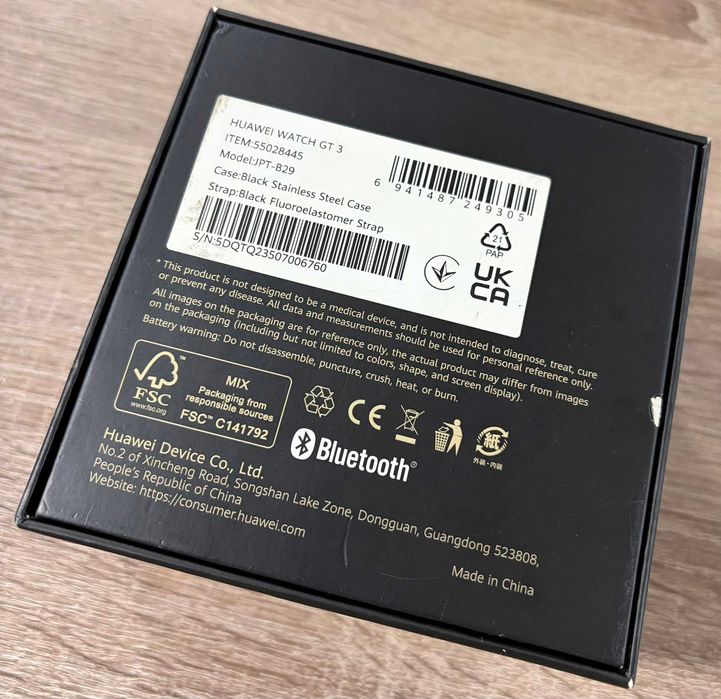 HUAWEI WATCH GT 3
ITEM:55028445
Model:JPT-B29
Case:Black Stainless Steel Case
Strap:Black Fluoroelastomer Strap
S/N:5DQTQ23507006760
6 941487 249305
21
PAP
UK
CA
* This product is not designed to be a medical device, and is not intended to diagnose, treat, cure
or prevent any disease. All data and measurements should be used for personal reference only.
All images on the packaging are for reference only, the actual product may differ from images
on the packaging (including but not limited to colors, shape, and screen display).
Battery warning: Do not disassemble, puncture, crush, heat, or burn.
FSC™
www.fsc.org
MIX
Packaging from
responsible sources
FSC™ C141792
CE
紙
外装・内装
Bluetooth®
Huawei Device Co., Ltd.
No.2 of Xincheng Road, Songshan Lake Zone, Dongguan, Guangdong 523808,
People's Republic of China
Website: https://consumer.huawei.com
Made in China